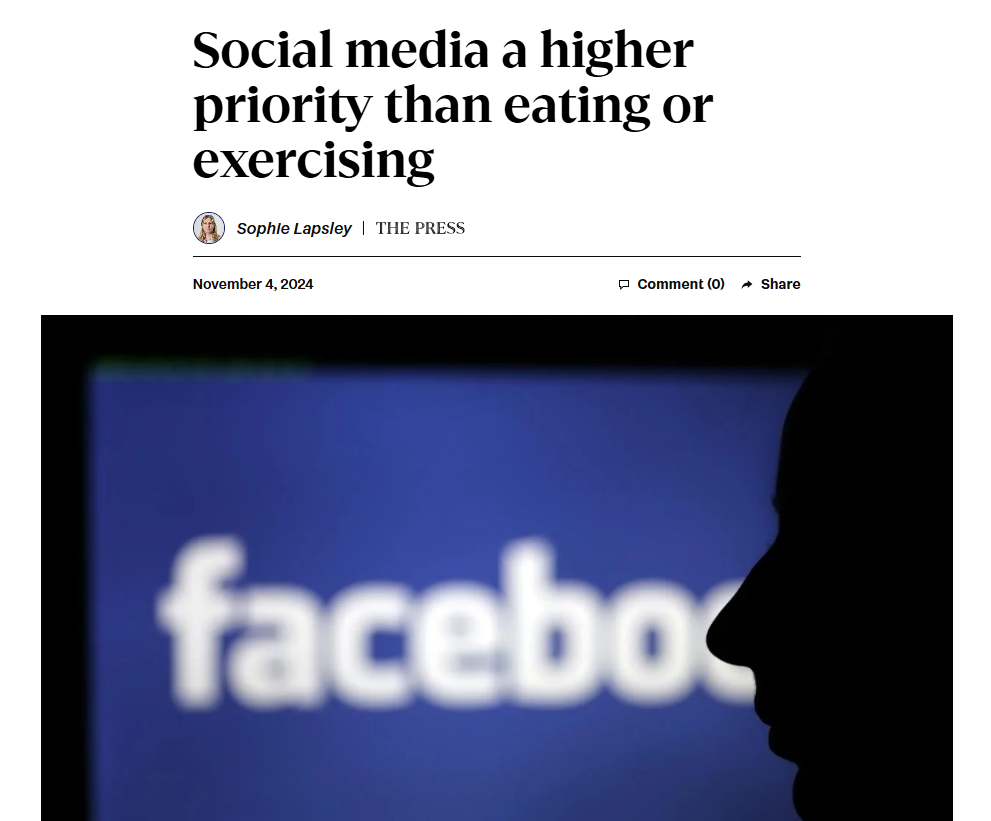 Social media a higher
priority than eating or
exercising
Sophie Lapsley | THE PRESS
November 4, 2024 Comment (0) Share
faceboo